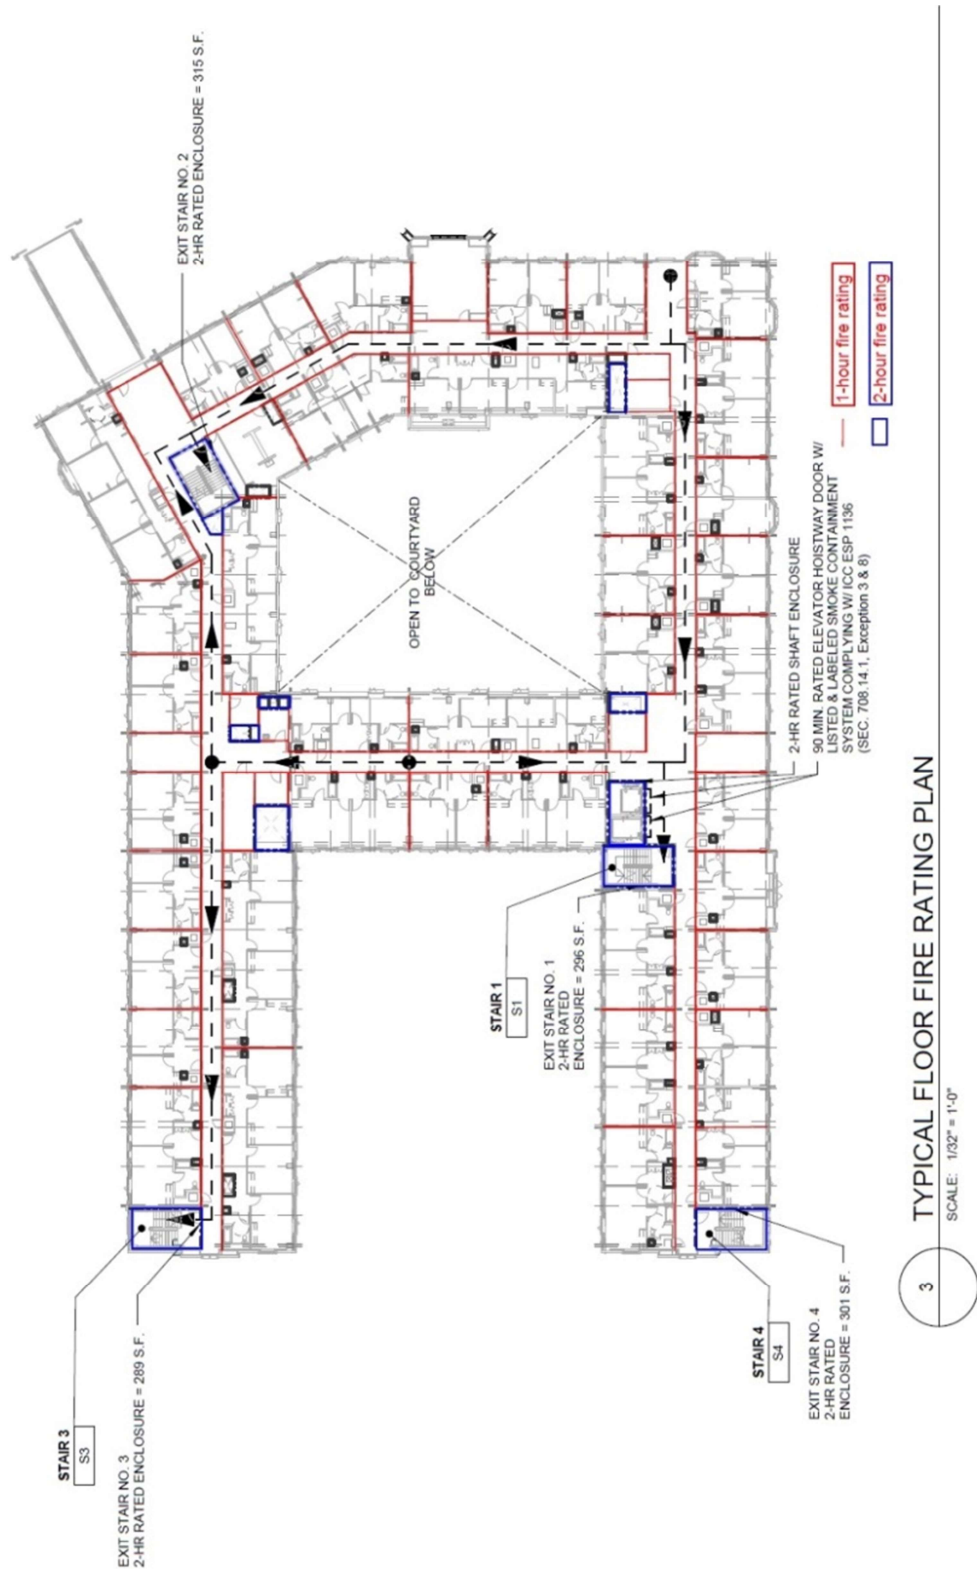 EXIT STAIR NO. 2
2-HR RATED ENCLOSURE = 315 S.F.
OPEN TO COURTYARD
BELOW
1-hour fire rating
2-hour fire rating
2-HR RATED SHAFT ENCLOSURE
90 MIN. RATED ELEVATOR HOISTWAY DOOR W/
LISTED & LABELED SMOKE CONTAINMENT
SYSTEM COMPLYING W/ ICC ESP 1136
(SEC. 708.14.1, Exception 3 & 8)
STAIR 1
S1
EXIT STAIR NO. 1
2-HR RATED
ENCLOSURE = 296 S.F.
STAIR 3
S3
EXIT STAIR NO. 3
2-HR RATED ENCLOSURE = 289 S.F.
STAIR 4
S4
EXIT STAIR NO. 4
2-HR RATED
ENCLOSURE = 301 S.F.
3
TYPICAL FLOOR FIRE RATING PLAN
SCALE: 1/32" = 1'-0"